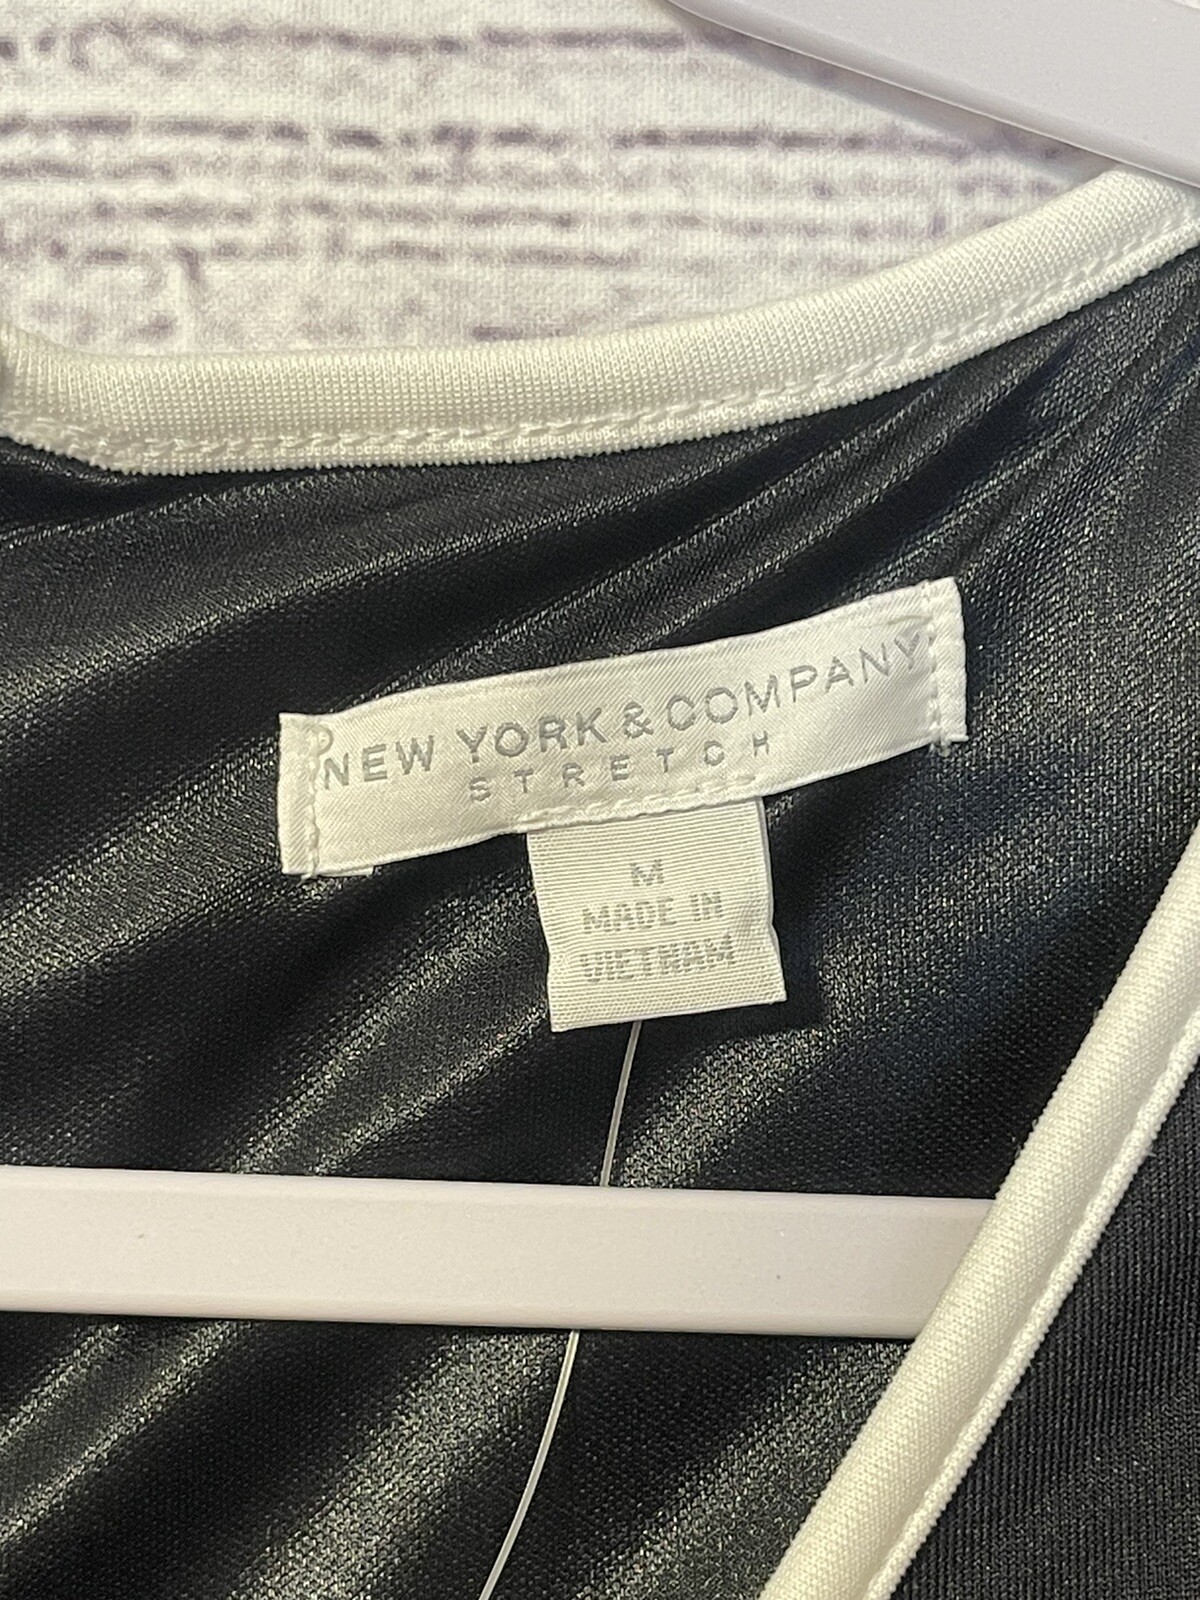 NEW YORK & COMPANY
STRETCH
M
MADE IN
VIETNAM